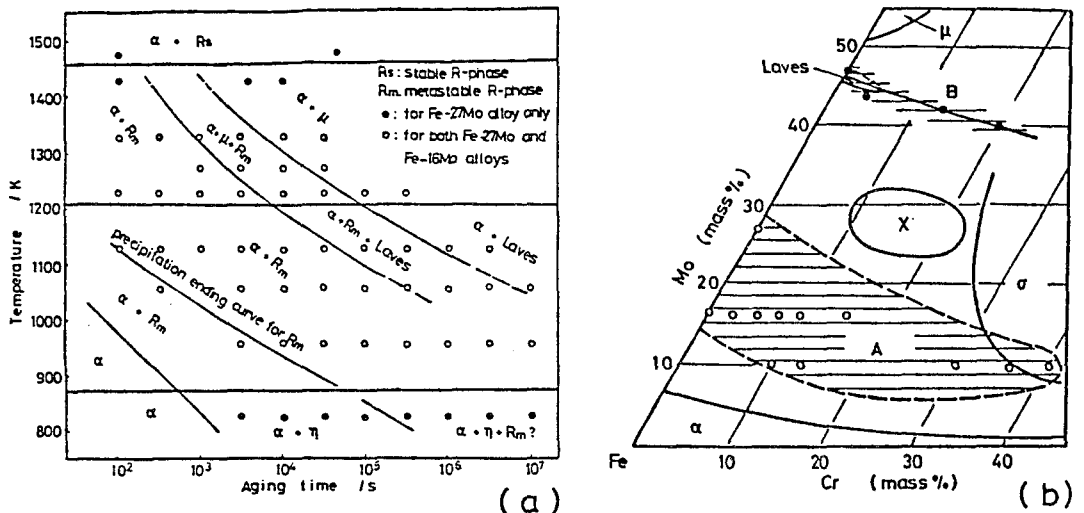 1500
1400
1300
1200
1100
1000
900
800
Temperature /K
10² 10³ 10⁴ 10⁵ 10⁶ 10⁷
Aging time /s
α + Rs
Rs : stable R-phase
Rm : metastable R-phase
● : for Fe-27Mo alloy only
○ : for both Fe-27Mo and
Fe-16Mo alloys
α + μ
α + Rm
α + μ + Rm
α + Rm + Laves
α + Laves
α + Rm
precipitation ending curve for Rm
α + Rm
α
α
α + η
α + η + Rm ?
(a)
μ
50
Laves
B
40
30
χ
Mo (mass%)
20
σ
A
10
α
Fe
10 20 30 40
Cr (mass%)
(b)